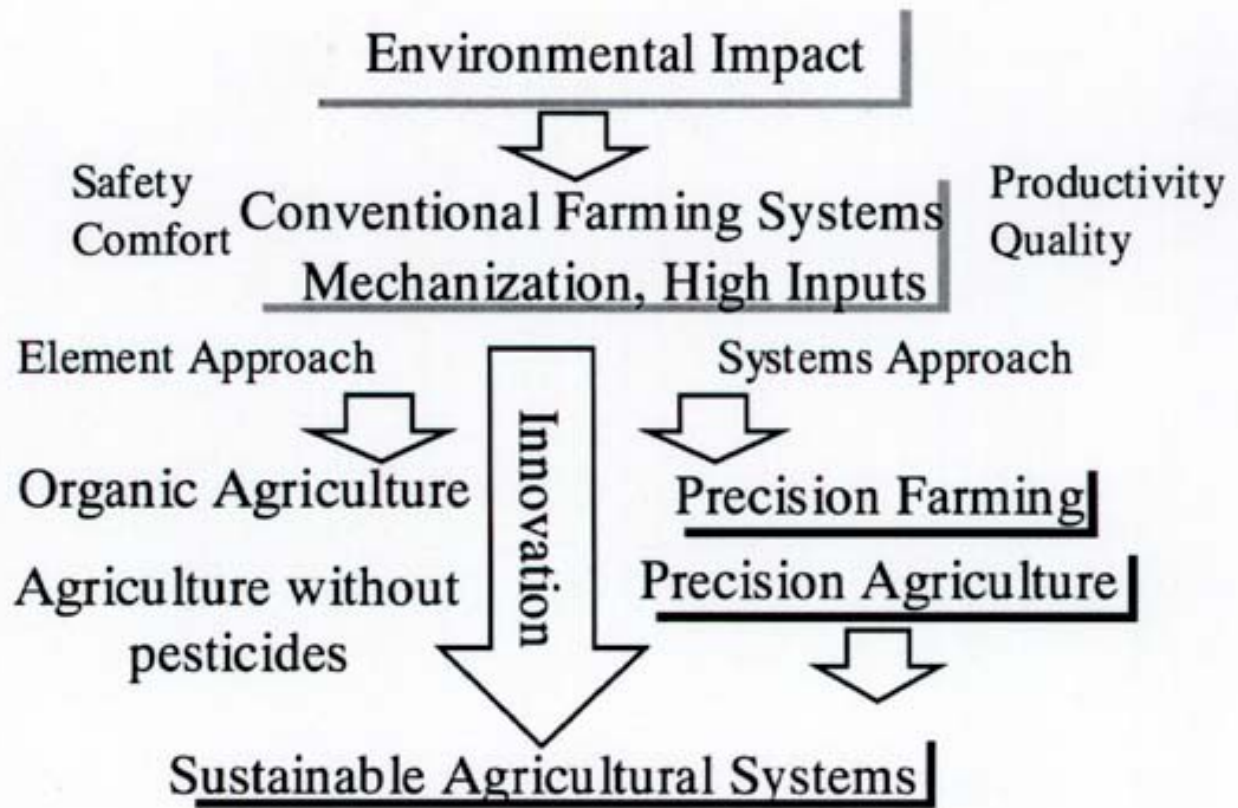 Environmental Impact
Safety
Comfort
Conventional Farming Systems
Mechanization, High Inputs
Productivity
Quality
Element Approach
Systems Approach
Innovation
Organic Agriculture
Agriculture without
pesticides
Precision Farming
Precision Agriculture
Sustainable Agricultural Systems